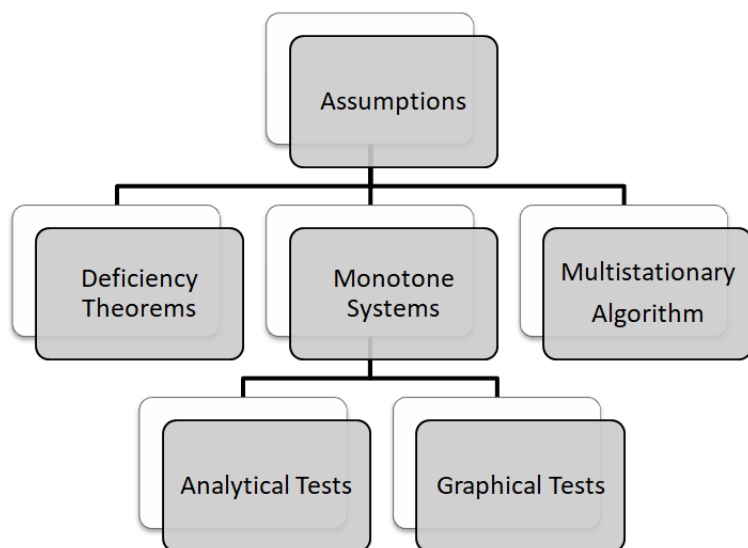 Assumptions
Deficiency
Theorems
Monotone
Systems
Multistationary
Algorithm
Analytical Tests
Graphical Tests